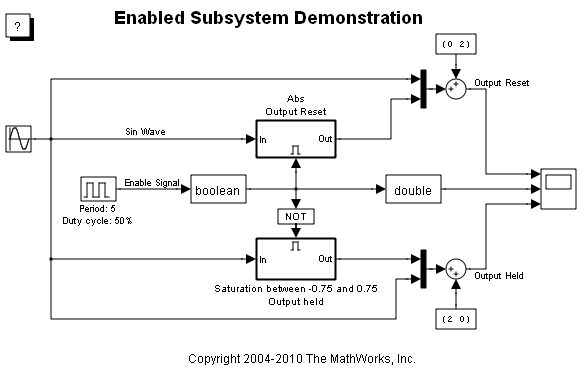 Enabled Subsystem Demonstration
?
(0 2)
Output Reset
Abs
Output Reset
Sin Wave
In
Out
Enable Signal
boolean
double
Period: 5
Duty cycle: 50%
NOT
In
Out
Saturation between -0.75 and 0.75
Output held
Output Held
(2 0)
Copyright 2004-2010 The MathWorks, Inc.